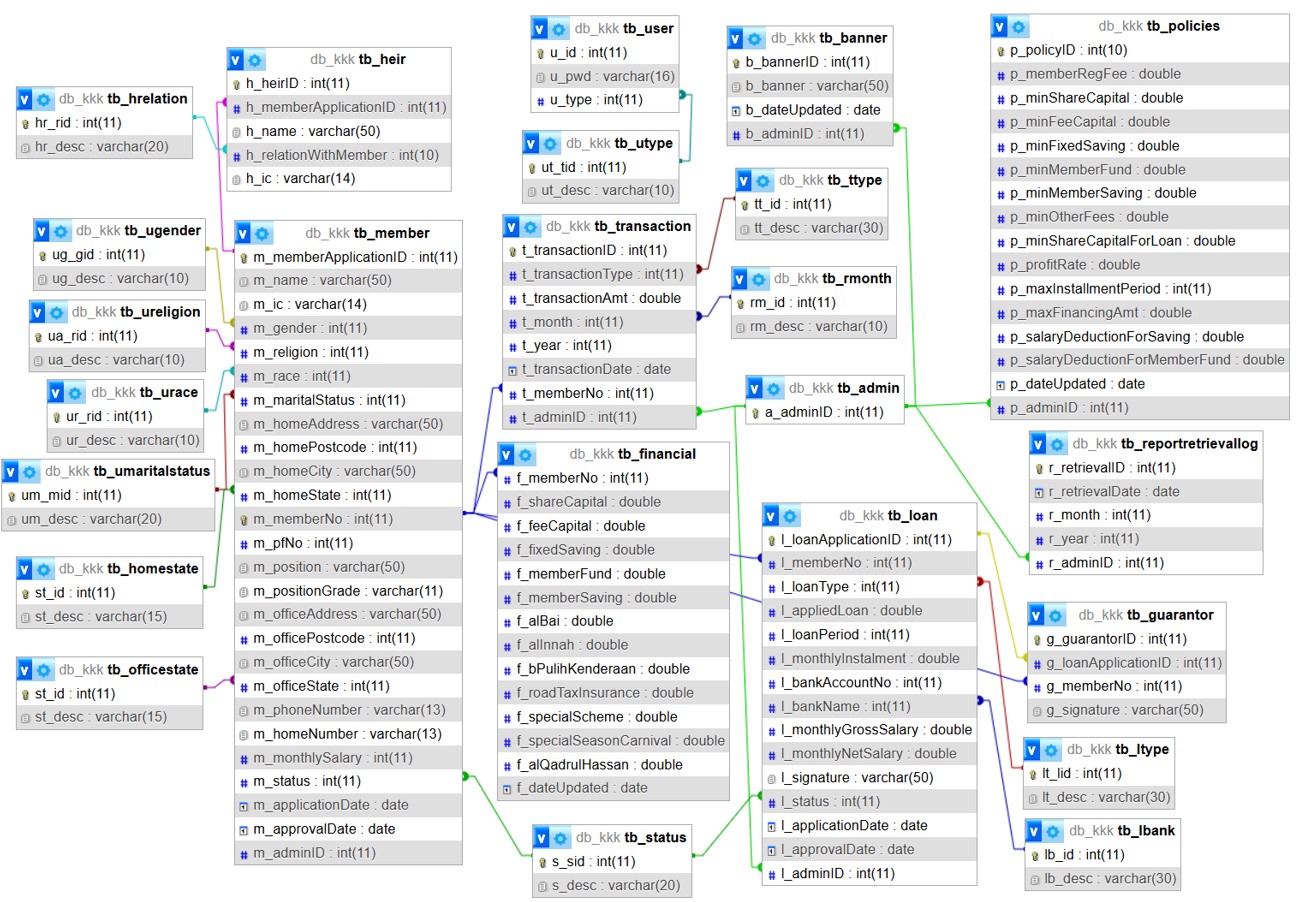 db_kkk tb_heir
h_heirID : int(11)
h_memberApplicationID : int(11)
h_name : varchar(50)
h_relationWithMember : int(10)
h_ic : varchar(14)
db_kkk tb_hrelation
hr_rid : int(11)
hr_desc : varchar(20)
db_kkk tb_ugender
ug_gid : int(11)
ug_desc : varchar(10)
db_kkk tb_ureligion
ua_rid : int(11)
ua_desc : varchar(10)
db_kkk tb_urace
ur_rid : int(11)
ur_desc : varchar(10)
db_kkk tb_umaritalstatus
um_mid : int(11)
um_desc : varchar(20)
db_kkk tb_homestate
st_id : int(11)
st_desc : varchar(15)
db_kkk tb_officestate
st_id : int(11)
st_desc : varchar(15)
db_kkk tb_member
m_memberApplicationID : int(11)
m_name : varchar(50)
m_ic : varchar(14)
m_gender : int(11)
m_religion : int(11)
m_race : int(11)
m_maritalStatus : int(11)
m_homeAddress : varchar(50)
m_homePostcode : int(11)
m_homeCity : varchar(50)
m_homeState : int(11)
m_memberNo : int(11)
m_pfNo : int(11)
m_position : varchar(50)
m_positionGrade : varchar(11)
m_officeAddress : varchar(50)
m_officePostcode : int(11)
m_officeCity : varchar(50)
m_officeState : int(11)
m_phoneNumber : varchar(13)
m_homeNumber : varchar(13)
m_monthlySalary : int(11)
m_status : int(11)
m_applicationDate : date
m_approvalDate : date
m_adminID : int(11)
db_kkk tb_user
u_id : int(11)
u_pwd : varchar(16)
u_type : int(11)
db_kkk tb_utype
ut_tid : int(11)
ut_desc : varchar(10)
db_kkk tb_transaction
t_transactionID : int(11)
t_transactionType : int(11)
t_transactionAmt : double
t_month : int(11)
t_year : int(11)
t_transactionDate : date
t_memberNo : int(11)
t_adminID : int(11)
db_kkk tb_financial
f_memberNo : int(11)
f_shareCapital : double
f_feeCapital : double
f_fixedSaving : double
f_memberFund : double
f_memberSaving : double
f_alBai : double
f_alInnah : double
f_bPulihKenderaan : double
f_roadTaxInsurance : double
f_specialScheme : double
f_specialSeasonCarnival : double
f_alQadrulHassan : double
f_dateUpdated : date
db_kkk tb_status
s_sid : int(11)
s_desc : varchar(20)
db_kkk tb_banner
b_bannerID : int(11)
b_banner : varchar(50)
b_dateUpdated : date
b_adminID : int(11)
db_kkk tb_ttype
tt_id : int(11)
tt_desc : varchar(30)
db_kkk tb_rmonth
rm_id : int(11)
rm_desc : varchar(10)
db_kkk tb_admin
a_adminID : int(11)
db_kkk tb_loan
l_loanApplicationID : int(11)
l_memberNo : int(11)
l_loanType : int(11)
l_appliedLoan : double
l_loanPeriod : int(11)
l_monthlyInstalment : double
l_bankAccountNo : int(11)
l_bankName : int(11)
l_monthlyGrossSalary : double
l_monthlyNetSalary : double
l_signature : varchar(50)
l_status : int(11)
l_applicationDate : date
l_approvalDate : date
l_adminID : int(11)
db_kkk tb_policies
p_policyID : int(10)
p_memberRegFee : double
p_minShareCapital : double
p_minFeeCapital : double
p_minFixedSaving : double
p_minMemberFund : double
p_minMemberSaving : double
p_minOtherFees : double
p_minShareCapitalForLoan : double
p_profitRate : double
p_maxInstallmentPeriod : int(11)
p_maxFinancingAmt : double
p_salaryDeductionForSaving : double
p_salaryDeductionForMemberFund : double
p_dateUpdated : date
p_adminID : int(11)
db_kkk tb_reportretrievallog
r_retrievalID : int(11)
r_retrievalDate : date
r_month : int(11)
r_year : int(11)
r_adminID : int(11)
db_kkk tb_guarantor
g_guarantorID : int(11)
g_loanApplicationID : int(11)
g_memberNo : int(11)
g_signature : varchar(50)
db_kkk tb_ltype
lt_lid : int(11)
lt_desc : varchar(30)
db_kkk tb_lbank
lb_id : int(11)
lb_desc : varchar(30)